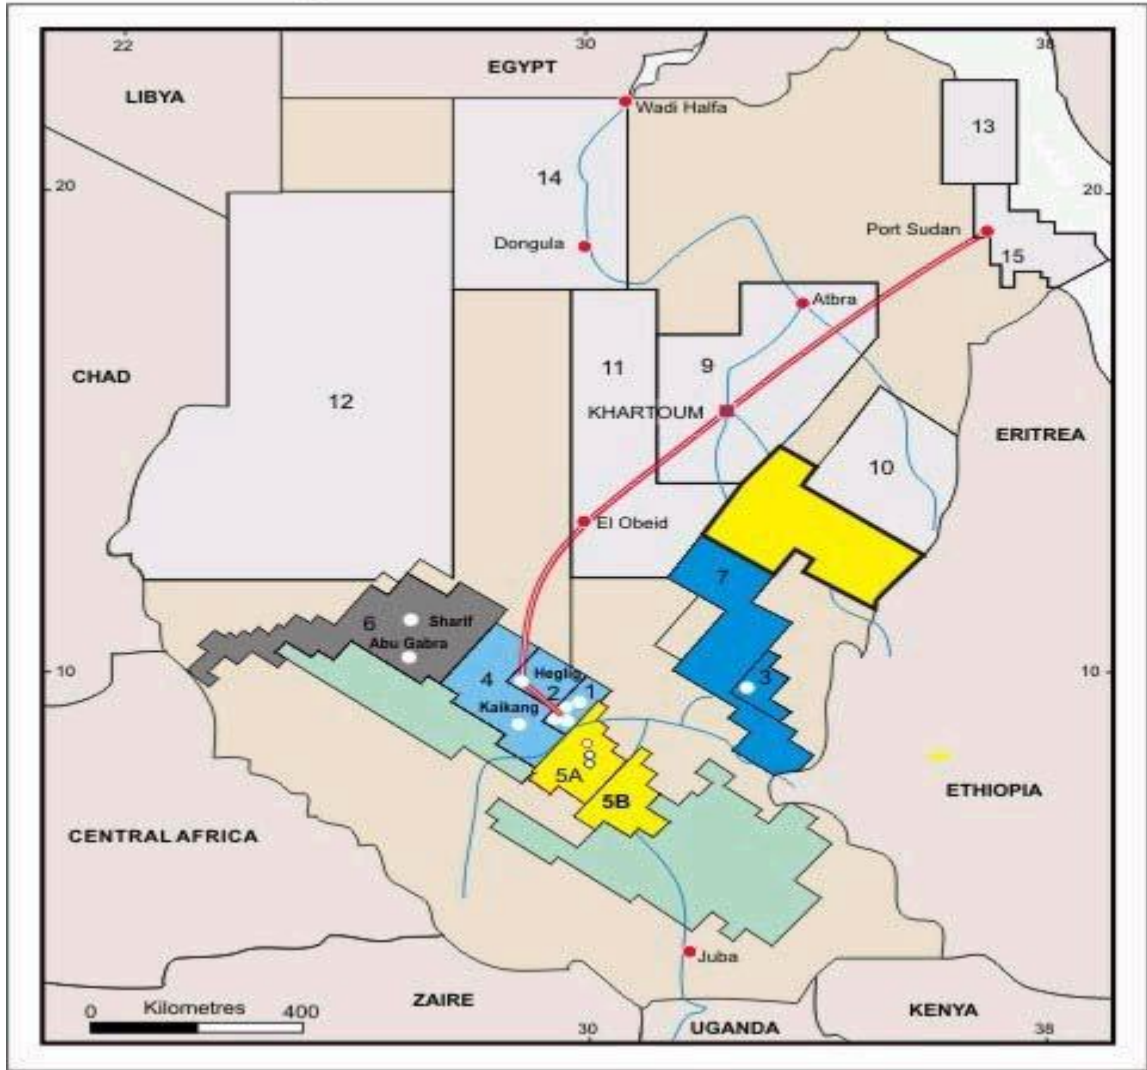 22
30
38
EGYPT
LIBYA
Wadi Halfa
13
14
20
20
Port Sudan
Dongula
15
Atbra
11
9
CHAD
12
KHARTOUM
ERITREA
10
El Obeid
7
6
Sharif
Abu Gabra
10
4
Heglig
2
1
3
10
Kaikang
5A
5B
ETHIOPIA
CENTRAL AFRICA
Juba
ZAIRE
KENYA
0 Kilometres 400
30
UGANDA
38